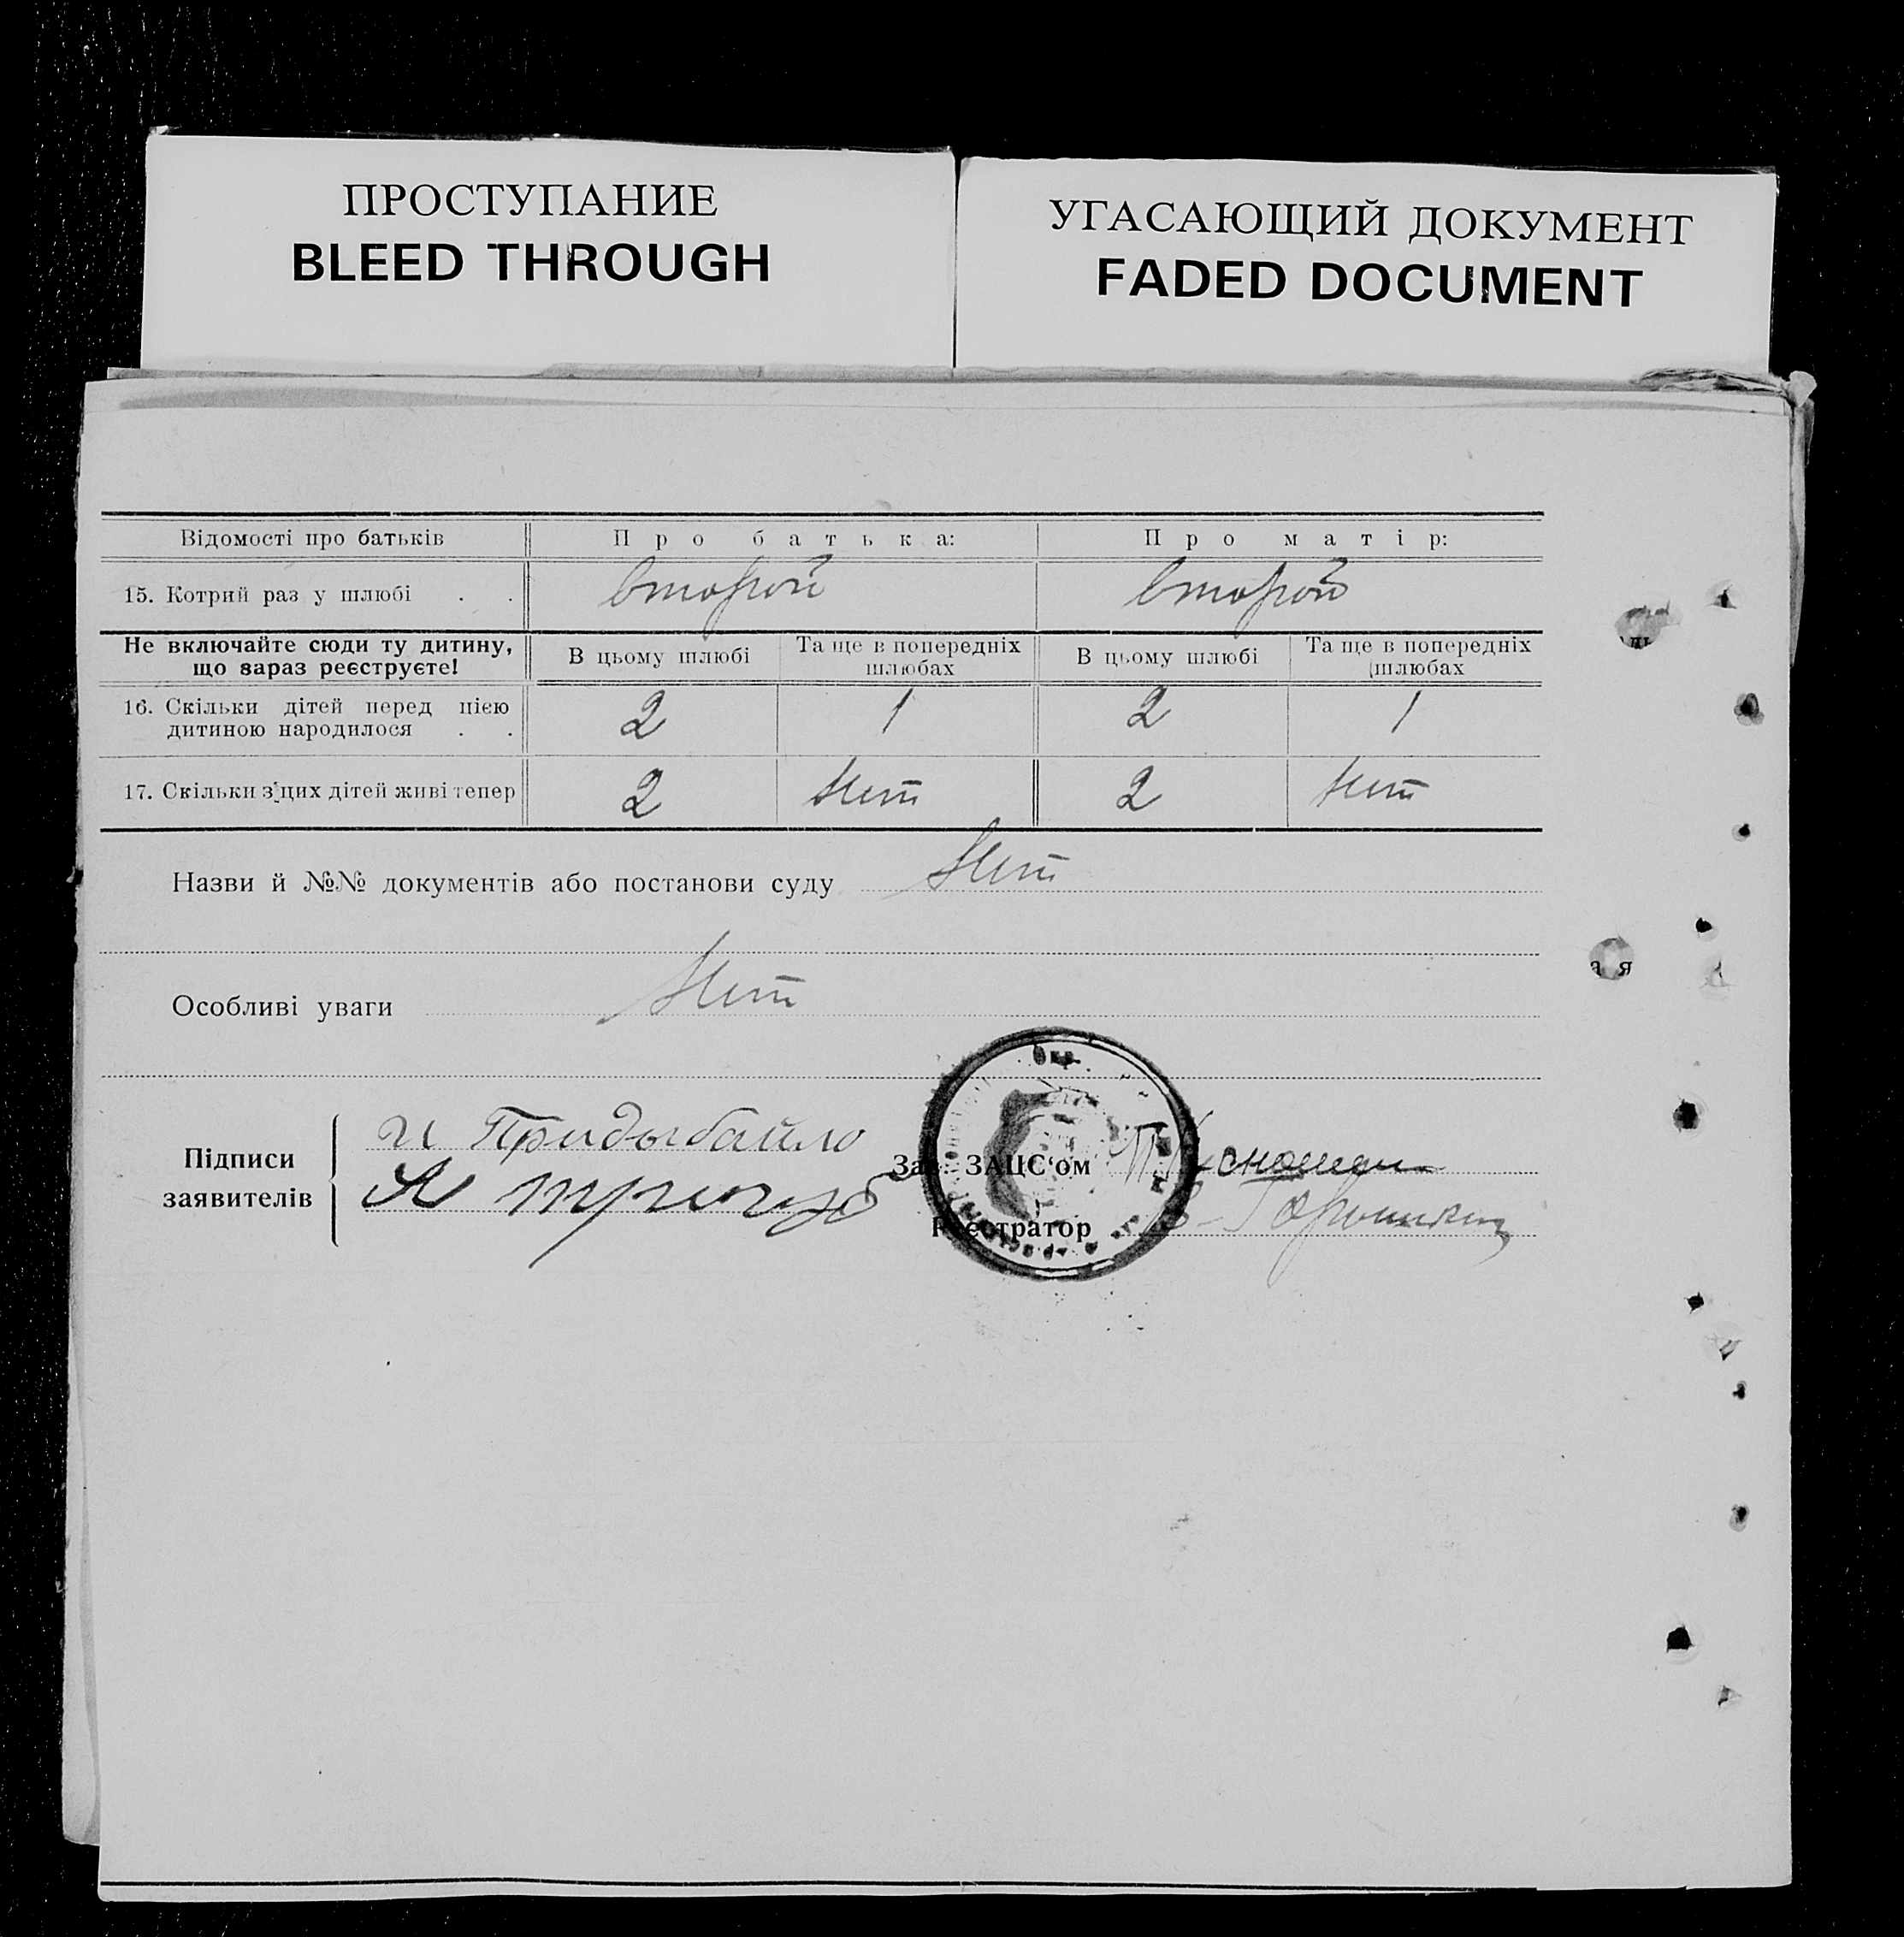 ПРОСТУПАНИЕ
BLEED THROUGH
УГАСАЮЩИЙ ДОКУМЕНТ
FADED DOCUMENT
Відомості про батьків Про батька: Про матір:
15. Котрий раз у шлюбі . . второй второй
Не включайте сюди ту дитину, що зараз реєструєте! В цьому шлюбі Та ще в попередніх шлюбах В цьому шлюбі Та ще в попередніх шлюбах
16. Скільки дітей перед цією
дитиною народилося . . 2 1 2 1
17. Скільки з цих дітей живі тепер 2 нет 2 нет
Назви й №№ документів або постанови суду нет
Особливі уваги нет
Окр.
Підписи
заявителів
И Придыбайло
Зав. ЗАЦС'ом
Реєстратор